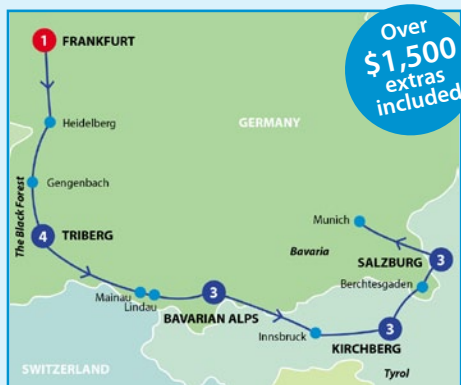 1 FRANKFURT
Over
$1,500
extras
included
Heidelberg
GERMANY
Gengenbach
The Black Forest
4 TRIBERG
Munich
Bavaria
SALZBURG 3
Berchtesgaden
Mainau
Lindau
3
BAVARIAN ALPS
Innsbruck
3
KIRCHBERG
SWITZERLAND
Tyrol